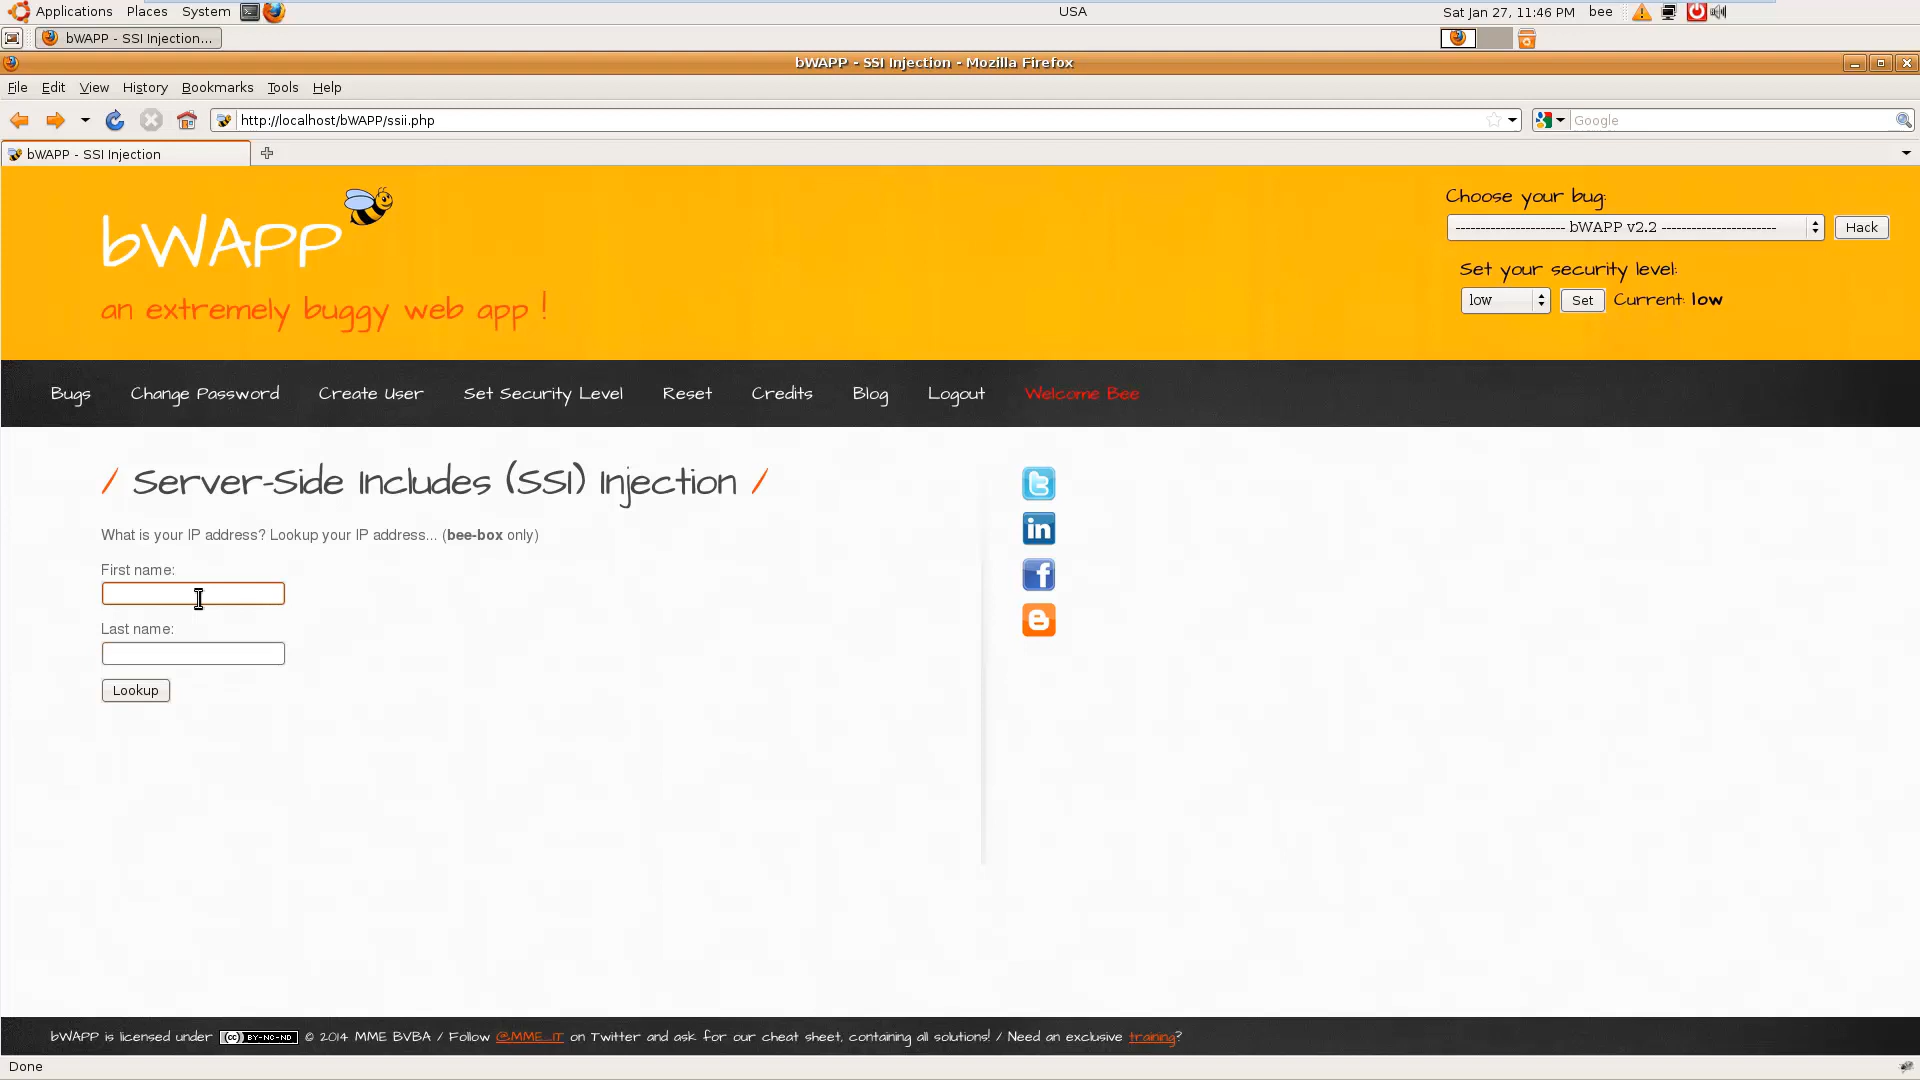 Applications Places System USA Sat Jan 27, 11:46 PM bee
bWAPP - SSI Injection...
bWAPP - SSI Injection - Mozilla Firefox
File Edit View History Bookmarks Tools Help
http://localhost/bWAPP/ssii.php Google
bWAPP - SSI Injection
bWAPP
an extremely buggy web app !
Choose your bug:
---------------------- bWAPP v2.2 ----------------------- Hack
Set your security level:
low Set Current: low
Bugs Change Password Create User Set Security Level Reset Credits Blog Logout Welcome Bee
/ Server-Side Includes (SSI) Injection /
What is your IP address? Lookup your IP address... (bee-box only)
First name:
Last name:
Lookup
bWAPP is licensed under (cc) BY-NC-ND © 2014 MME BVBA / Follow @MME_IT on Twitter and ask for our cheat sheet, containing all solutions! / Need an exclusive training?
Done